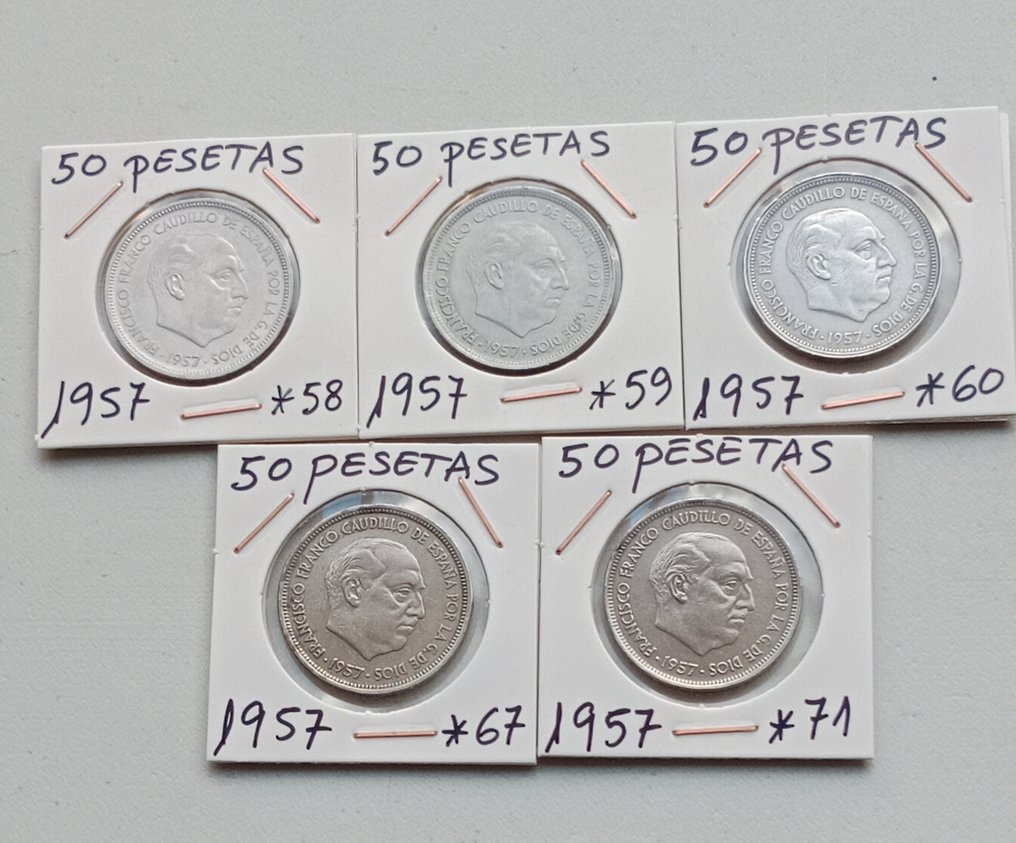 50 PESETAS
FRANCISCO FRANCO CAUDILLO DE ESPAÑA POR LA G. DE DIOS
· 1957 ·
1957 *58
50 PESETAS
FRANCISCO FRANCO CAUDILLO DE ESPAÑA POR LA G. DE DIOS
· 1957 ·
1957 *59
50 PESETAS
FRANCISCO FRANCO CAUDILLO DE ESPAÑA POR LA G. DE DIOS
· 1957 ·
1957 *60
50 PESETAS
FRANCISCO FRANCO CAUDILLO DE ESPAÑA POR LA G. DE DIOS
· 1957 ·
1957 *67
50 PESETAS
FRANCISCO FRANCO CAUDILLO DE ESPAÑA POR LA G. DE DIOS
· 1957 ·
1957 *71